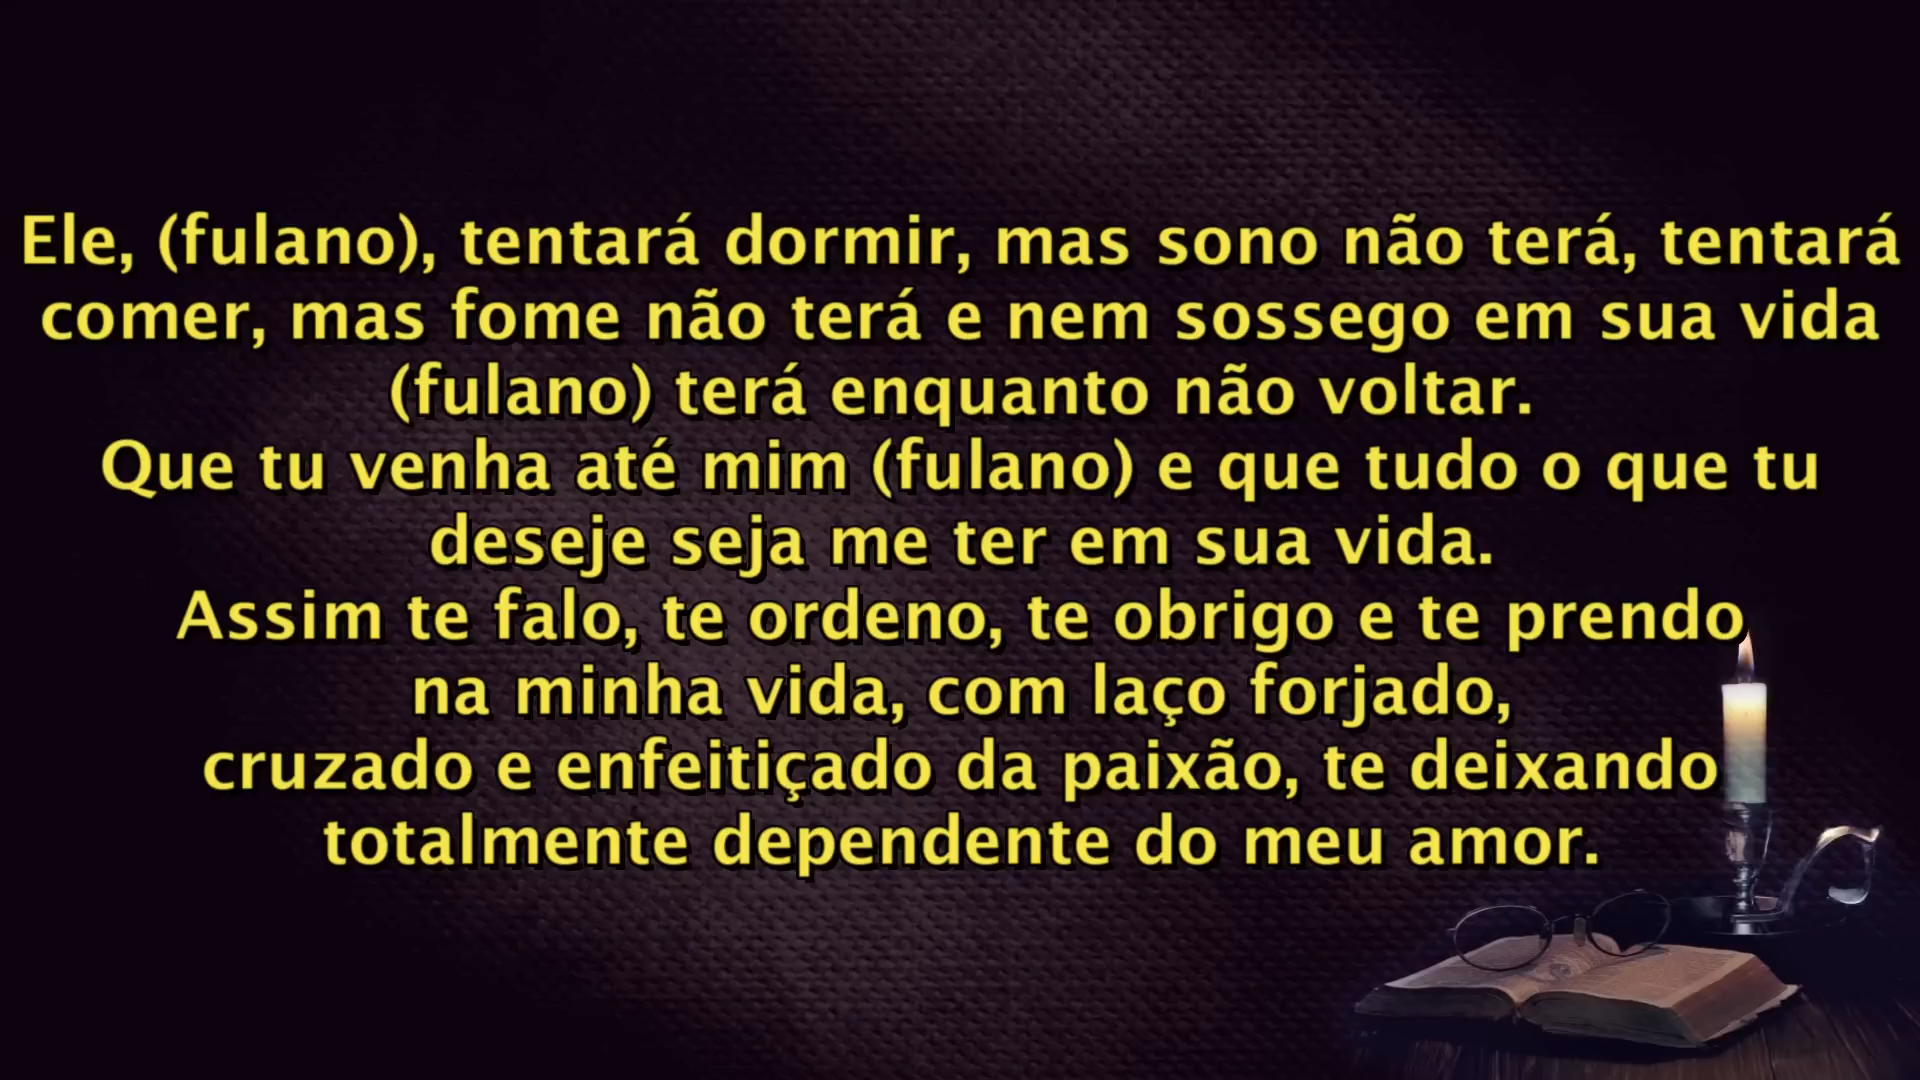 Ele, (fulano), tentará dormir, mas sono não terá, tentará
comer, mas fome não terá e nem sossego em sua vida
(fulano) terá enquanto não voltar.
Que tu venha até mim (fulano) e que tudo o que tu
deseje seja me ter em sua vida.
Assim te falo, te ordeno, te obrigo e te prendo
na minha vida, com laço forjado,
cruzado e enfeitiçado da paixão, te deixando
totalmente dependente do meu amor.